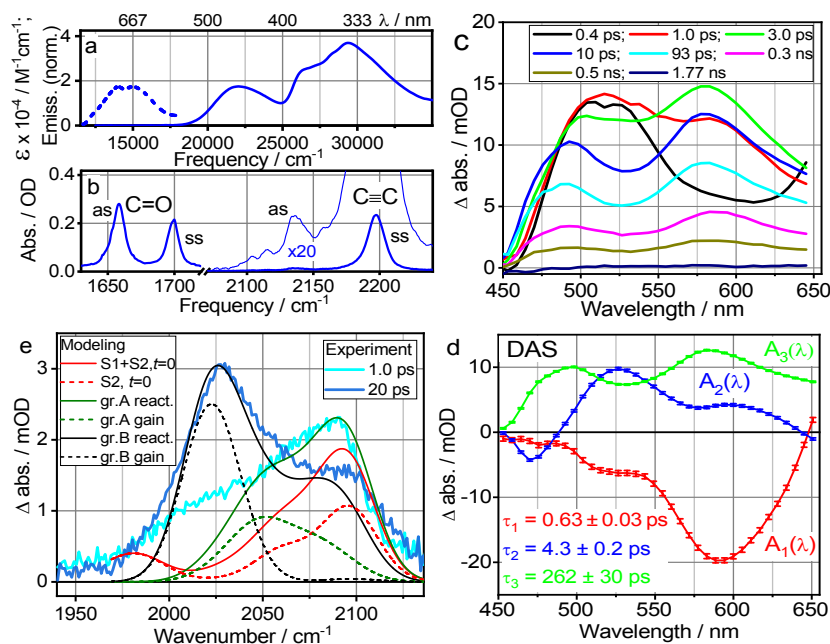 667 500 400 333 λ / nm
a
ε x 10⁻⁴ / M⁻¹cm⁻¹;
Emiss. (norm.)
4
3
2
1
0
15000 20000 25000 30000
Frequency / cm⁻¹
b
Abs. / OD
0.4
0.2
0.0
as C=O ss
as C≡C ss
x20
1650 1700 2100 2150 2200
Frequency / cm⁻¹
c
0.4 ps; 1.0 ps; 3.0 ps
10 ps; 93 ps; 0.3 ns
0.5 ns; 1.77 ns
Δ abs. / mOD
20
15
10
5
0
450 500 550 600 650
Wavelength / nm
e
Modeling
S1+S2, t=0
S2, t=0
gr.A react.
gr.A gain
gr.B react.
gr.B gain
Experiment
1.0 ps
20 ps
Δ abs. / mOD
3
2
1
0
1950 2000 2050 2100
Wavenumber / cm⁻¹
d
DAS
A₃(λ)
A₂(λ)
A₁(λ)
τ₁ = 0.63 ± 0.03 ps
τ₂ = 4.3 ± 0.2 ps
τ₃ = 262 ± 30 ps
Δ abs. / mOD
10
0
-10
-20
450 500 550 600 650
Wavelength / nm